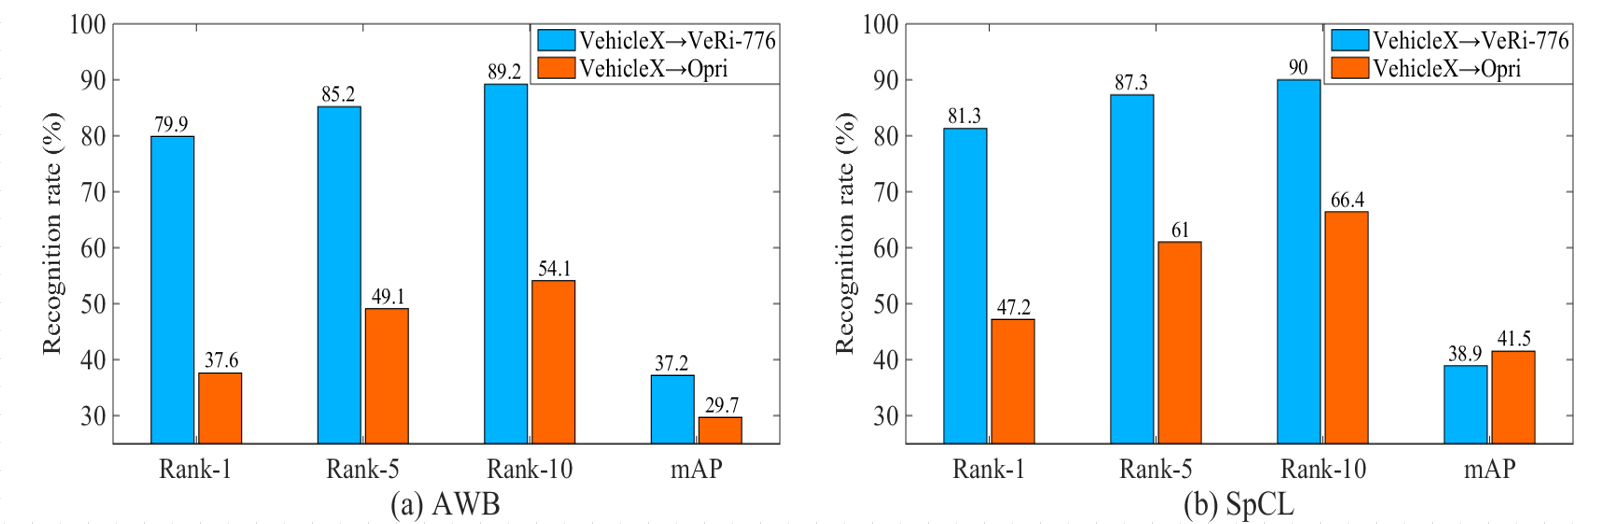 100
90
80
70
60
50
40
30
Recognition rate (%)
VehicleX→VeRi-776
VehicleX→Opri
79.9
37.6
85.2
49.1
89.2
54.1
37.2
29.7
Rank-1
Rank-5
Rank-10
mAP
(a) AWB
100
90
80
70
60
50
40
30
Recognition rate (%)
VehicleX→VeRi-776
VehicleX→Opri
81.3
47.2
87.3
61
90
66.4
38.9
41.5
Rank-1
Rank-5
Rank-10
mAP
(b) SpCL